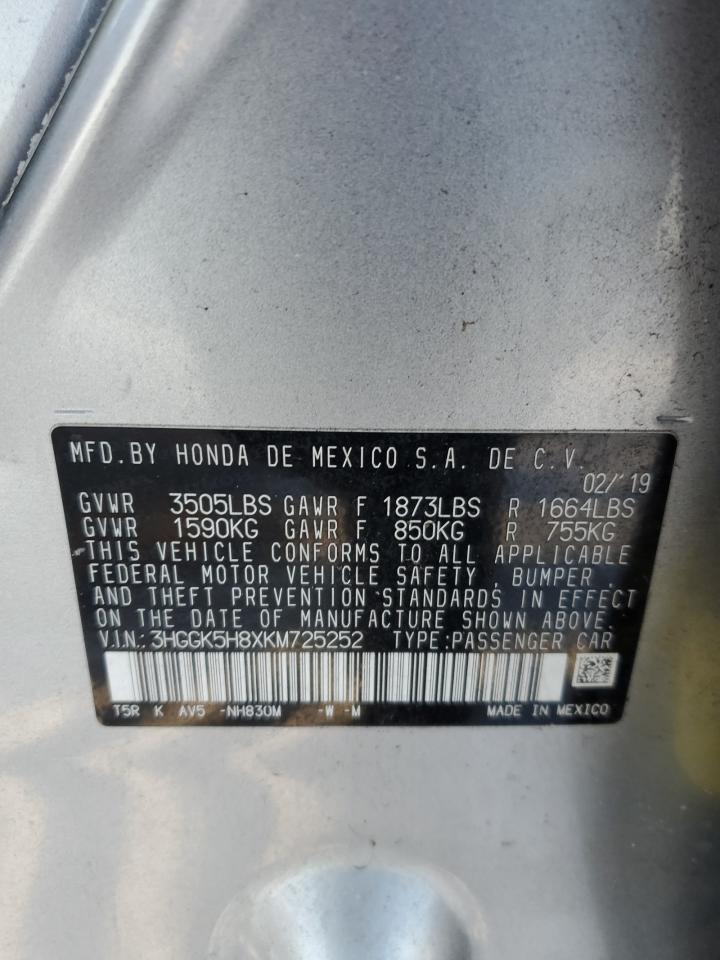 MFD.BY HONDA DE MEXICO S.A. DE C.V.
02/'19
GVWR 3505LBS GAWR F 1873LBS R 1664LBS
GVWR 1590KG GAWR F 850KG R 755KG
THIS VEHICLE CONFORMS TO ALL APPLICABLE
FEDERAL MOTOR VEHICLE SAFETY, BUMPER,
AND THEFT PREVENTION STANDARDS IN EFFECT
ON THE DATE OF MANUFACTURE SHOWN ABOVE.
V.I.N.:3HGGK5H8XKM725252 TYPE:PASSENGER CAR
T5R K AV5 -NH830M -W -M MADE IN MEXICO